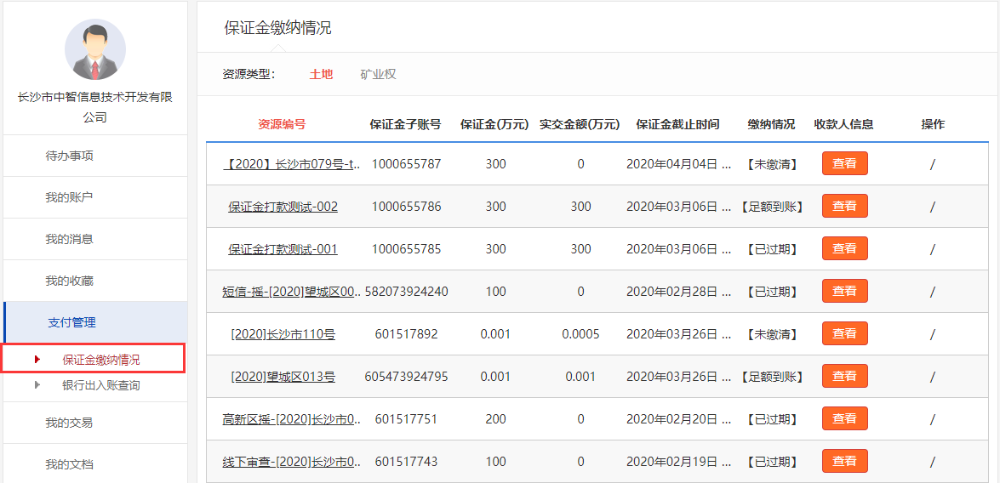 长沙市中智信息技术开发有限
公司
待办事项
我的账户
我的消息
我的收藏
支付管理
保证金缴纳情况
银行出入账查询
我的交易
我的文档
保证金缴纳情况
资源类型： 土地 矿业权
资源编号 保证金子账号 保证金(万元) 实交金额(万元) 保证金截止时间 缴纳情况 收款人信息 操作
【2020】长沙市079号-t.. 1000655787 300 0 2020年04月04日 ... 【未缴清】 查看 /
保证金打款测试-002 1000655786 300 300 2020年03月06日 ... 【足额到账】 查看 /
保证金打款测试-001 1000655785 300 300 2020年03月06日 ... 【已过期】 查看 /
短信-摇-[2020]望城区00.. 582073924240 100 0 2020年02月28日 ... 【已过期】 查看 /
[2020]长沙市110号 601517892 0.001 0.0005 2020年03月26日 ... 【未缴清】 查看 /
[2020]望城区013号 605473924795 0.001 0.001 2020年03月26日 ... 【足额到账】 查看 /
高新区摇-[2020]长沙市0.. 601517751 200 0 2020年02月20日 ... 【已过期】 查看 /
线下审查-[2020]长沙市0.. 601517743 100 0 2020年02月19日 ... 【已过期】 查看 /